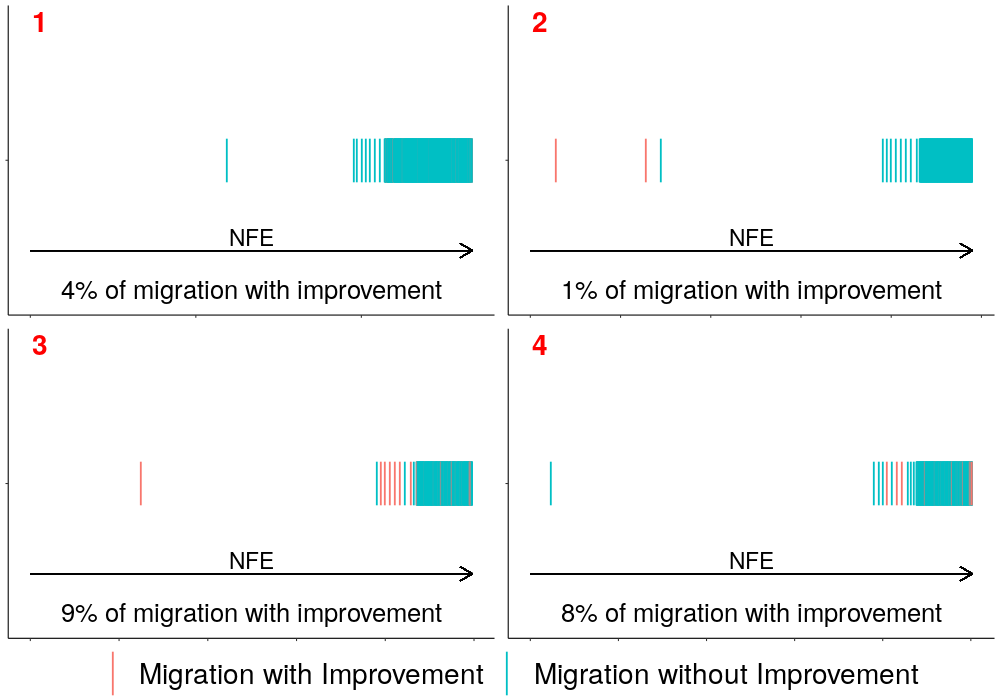 1
NFE
4% of migration with improvement
2
NFE
1% of migration with improvement
3
NFE
9% of migration with improvement
4
NFE
8% of migration with improvement
Migration with Improvement
Migration without Improvement